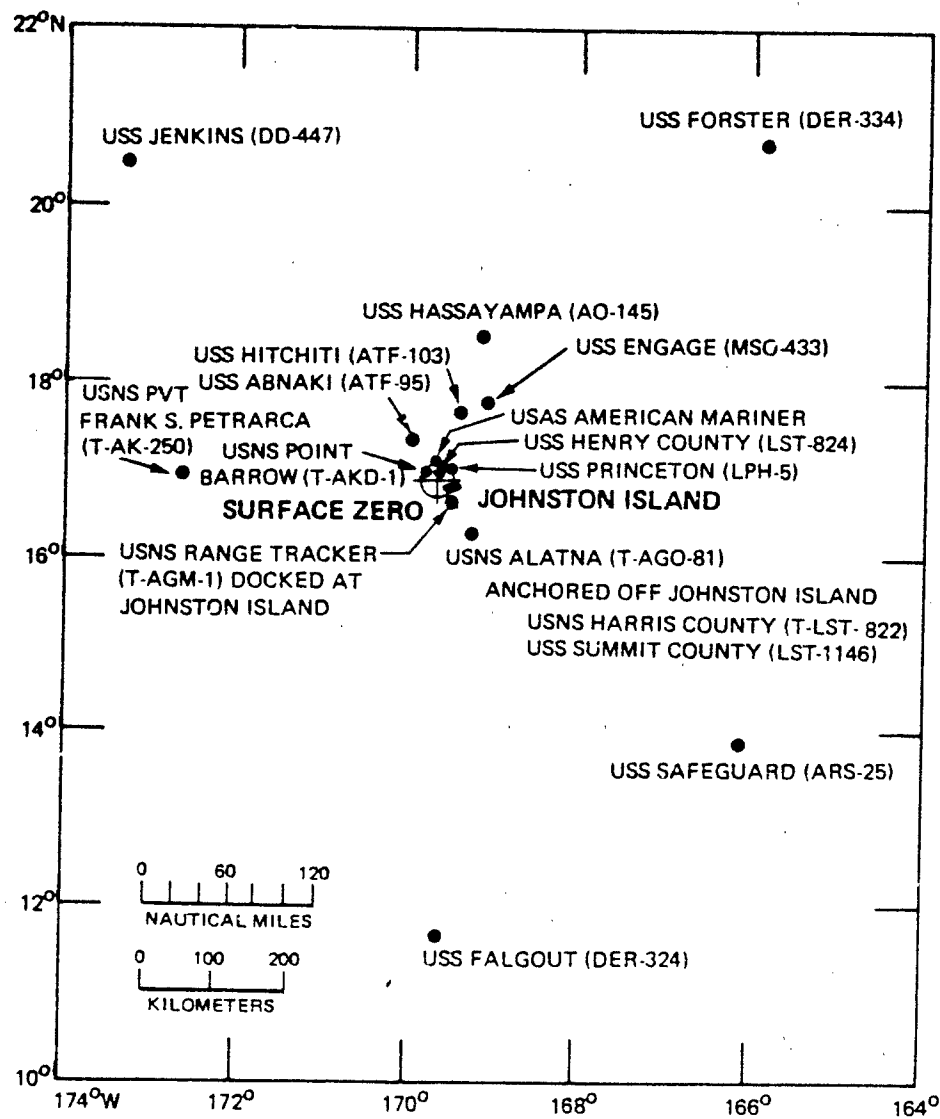 22°N
USS JENKINS (DD-447)
USS FORSTER (DER-334)
20°
USS HASSAYAMPA (AO-145)
USS HITCHITI (ATF-103)
USS ENGAGE (MSO-433)
USS ABNAKI (ATF-95)
18°
USNS PVT
FRANK S. PETRARCA
(T-AK-250)
USAS AMERICAN MARINER
USS HENRY COUNTY (LST-824)
USNS POINT
BARROW (T-AKD-1)
USS PRINCETON (LPH-5)
SURFACE ZERO
JOHNSTON ISLAND
16°
USNS RANGE TRACKER
(T-AGM-1) DOCKED AT
JOHNSTON ISLAND
USNS ALATNA (T-AGO-81)
ANCHORED OFF JOHNSTON ISLAND
USNS HARRIS COUNTY (T-LST-822)
USS SUMMIT COUNTY (LST-1146)
14°
USS SAFEGUARD (ARS-25)
0 60 120
NAUTICAL MILES
12°
0 100 200
KILOMETERS
USS FALGOUT (DER-324)
10°
174°W 172° 170° 168° 166° 164°